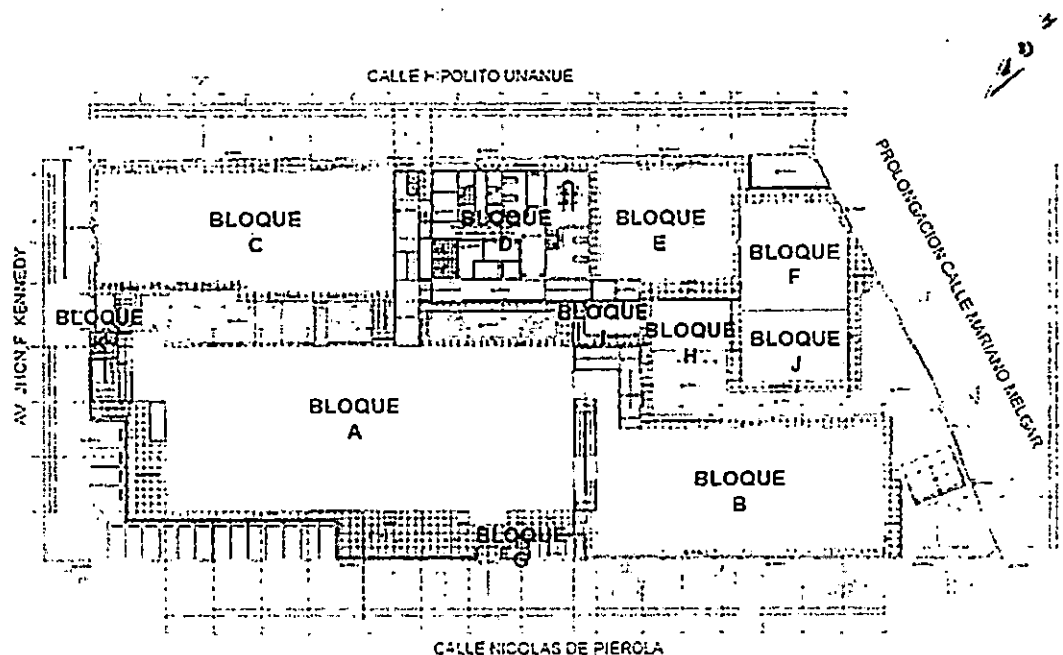 CALLE HIPOLITO UNANUE
PROLONGACION CALLE MARIANO MELGAR
AV. JHON F. KENNEDY
BLOQUE
C
BLOQUE
D
BLOQUE
E
BLOQUE
F
BLOQUE
BLOQUE
I
BLOQUE
H
BLOQUE
J
BLOQUE
A
BLOQUE
B
BLOQUE
G
CALLE NICOLAS DE PIEROLA